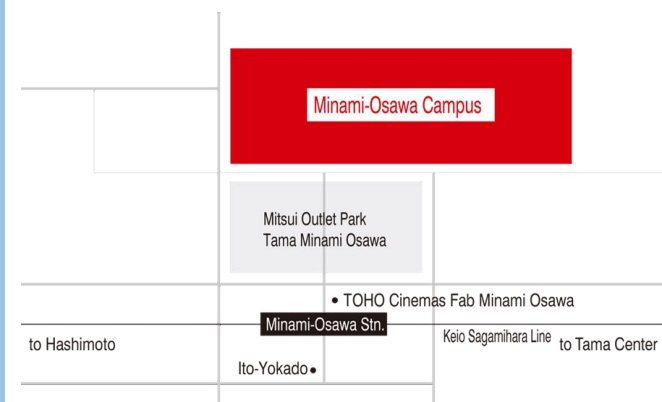 Minami-Osawa Campus
Mitsui Outlet Park
Tama Minami Osawa
TOHO Cinemas Fab Minami Osawa
Minami-Osawa Stn.
Keio Sagamihara Line
to Hashimoto
to Tama Center
Ito-Yokado